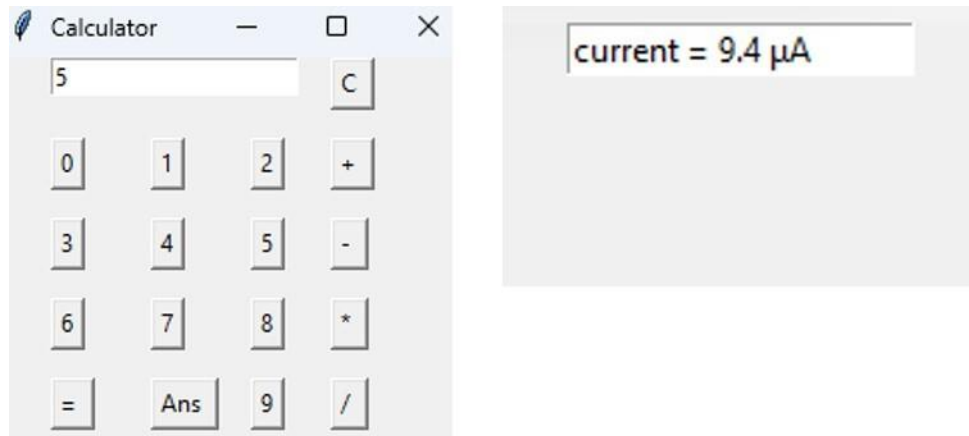 Calculator
5
C
0 1 2 +
3 4 5 -
6 7 8 *
= Ans 9 /
current = 9.4 µA